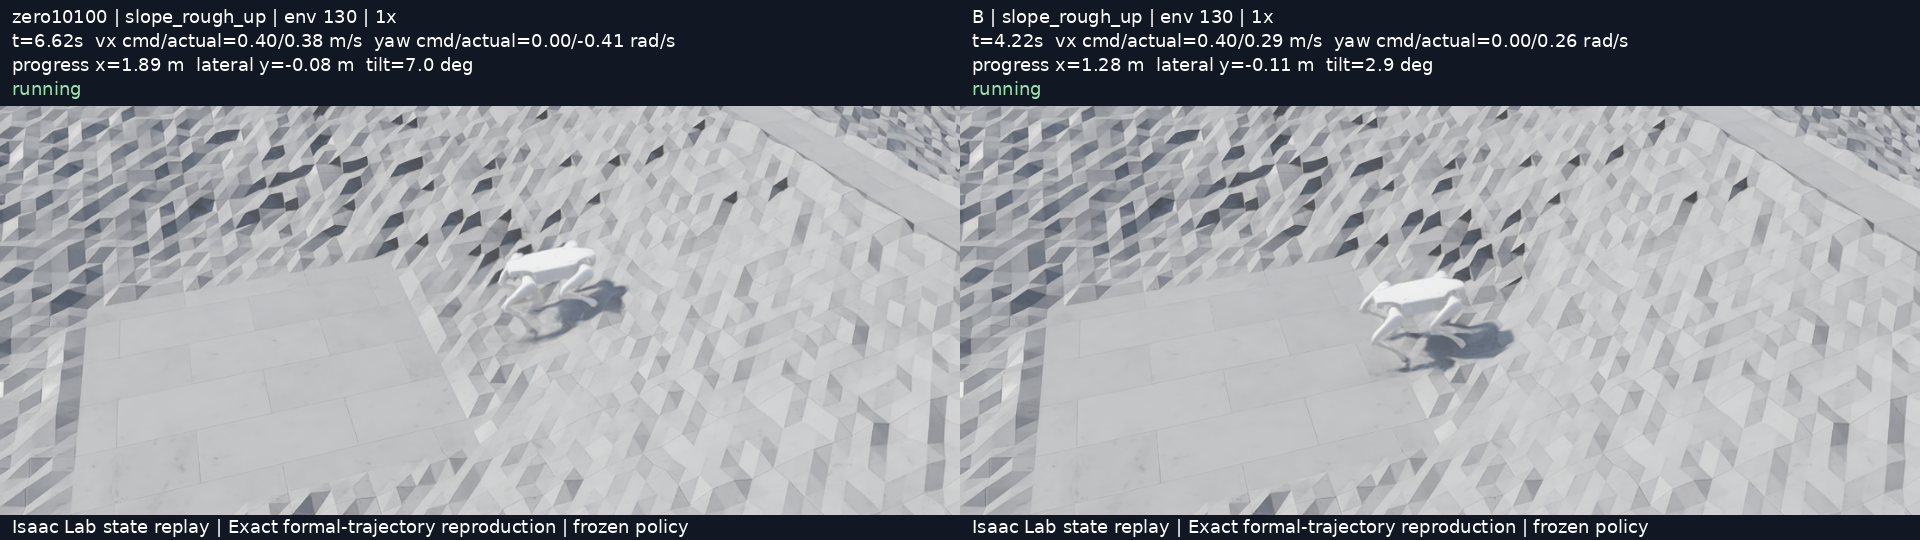 zero10100 | slope_rough_up | env 130 | 1x
t=6.62s  vx cmd/actual=0.40/0.38 m/s  yaw cmd/actual=0.00/-0.41 rad/s
progress x=1.89 m  lateral y=-0.08 m  tilt=7.0 deg
running
Isaac Lab state replay | Exact formal-trajectory reproduction | frozen policy
B | slope_rough_up | env 130 | 1x
t=4.22s  vx cmd/actual=0.40/0.29 m/s  yaw cmd/actual=0.00/0.26 rad/s
progress x=1.28 m  lateral y=-0.11 m  tilt=2.9 deg
running
Isaac Lab state replay | Exact formal-trajectory reproduction | frozen policy